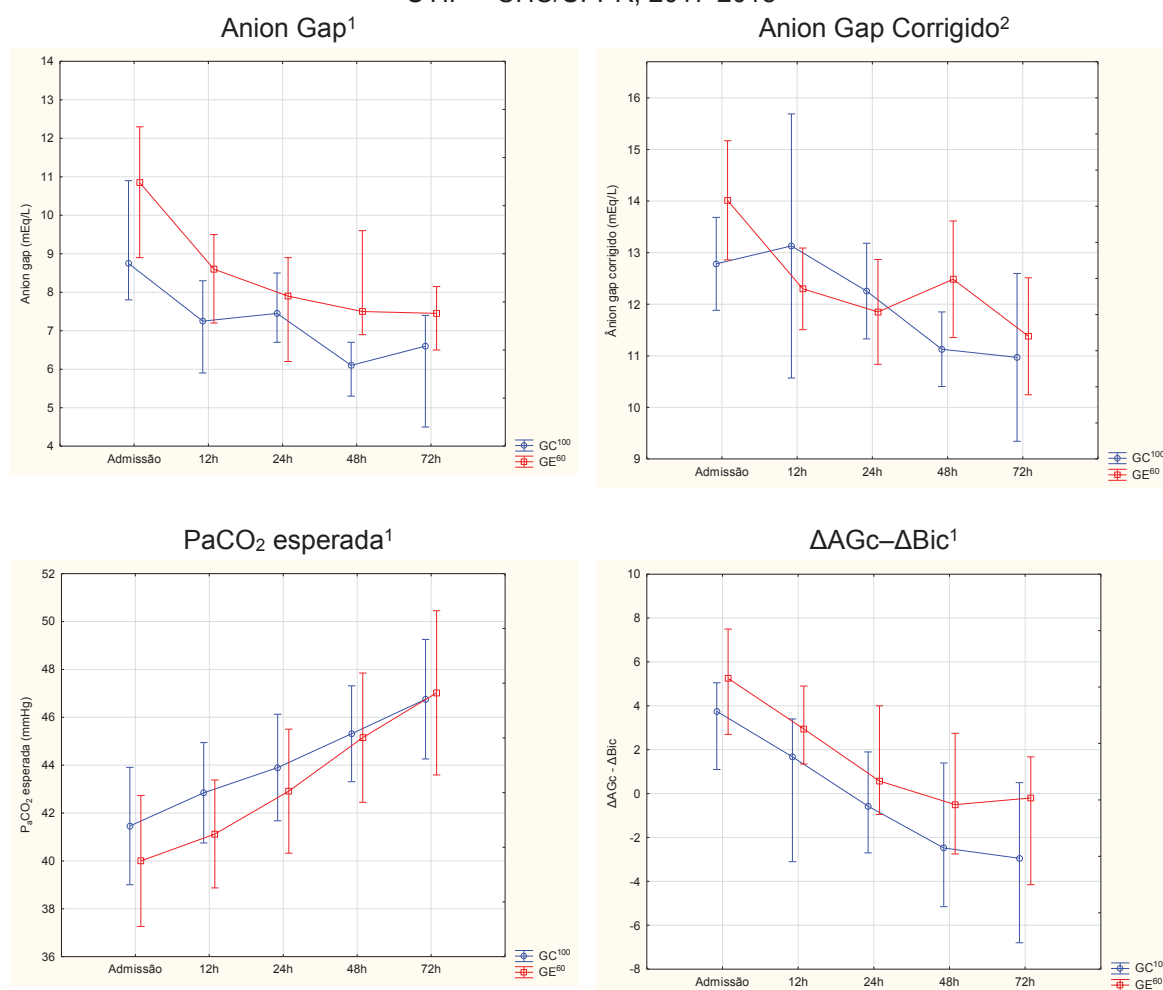 Anion Gap¹
Anion Gap Corrigido²
14
13
12
11
10
9
8
7
6
5
4
Anion gap (mEq/L)
Admissão 12h 24h 48h 72h
GC¹⁰⁰
GE⁶⁰
16
15
14
13
12
11
10
9
Ânion gap corrigido (mEq/L)
Admissão 12h 24h 48h 72h
GC¹⁰⁰
GE⁶⁰
PaCO₂ esperada¹
ΔAGc–ΔBic¹
52
50
48
46
44
42
40
38
36
PₐCO₂ esperada (mmHg)
Admissão 12h 24h 48h 72h
GC¹⁰⁰
GE⁶⁰
10
8
6
4
2
0
-2
-4
-6
-8
ΔAGc - ΔBic
Admissão 12h 24h 48h 72h
GC¹⁰
GE⁶⁰